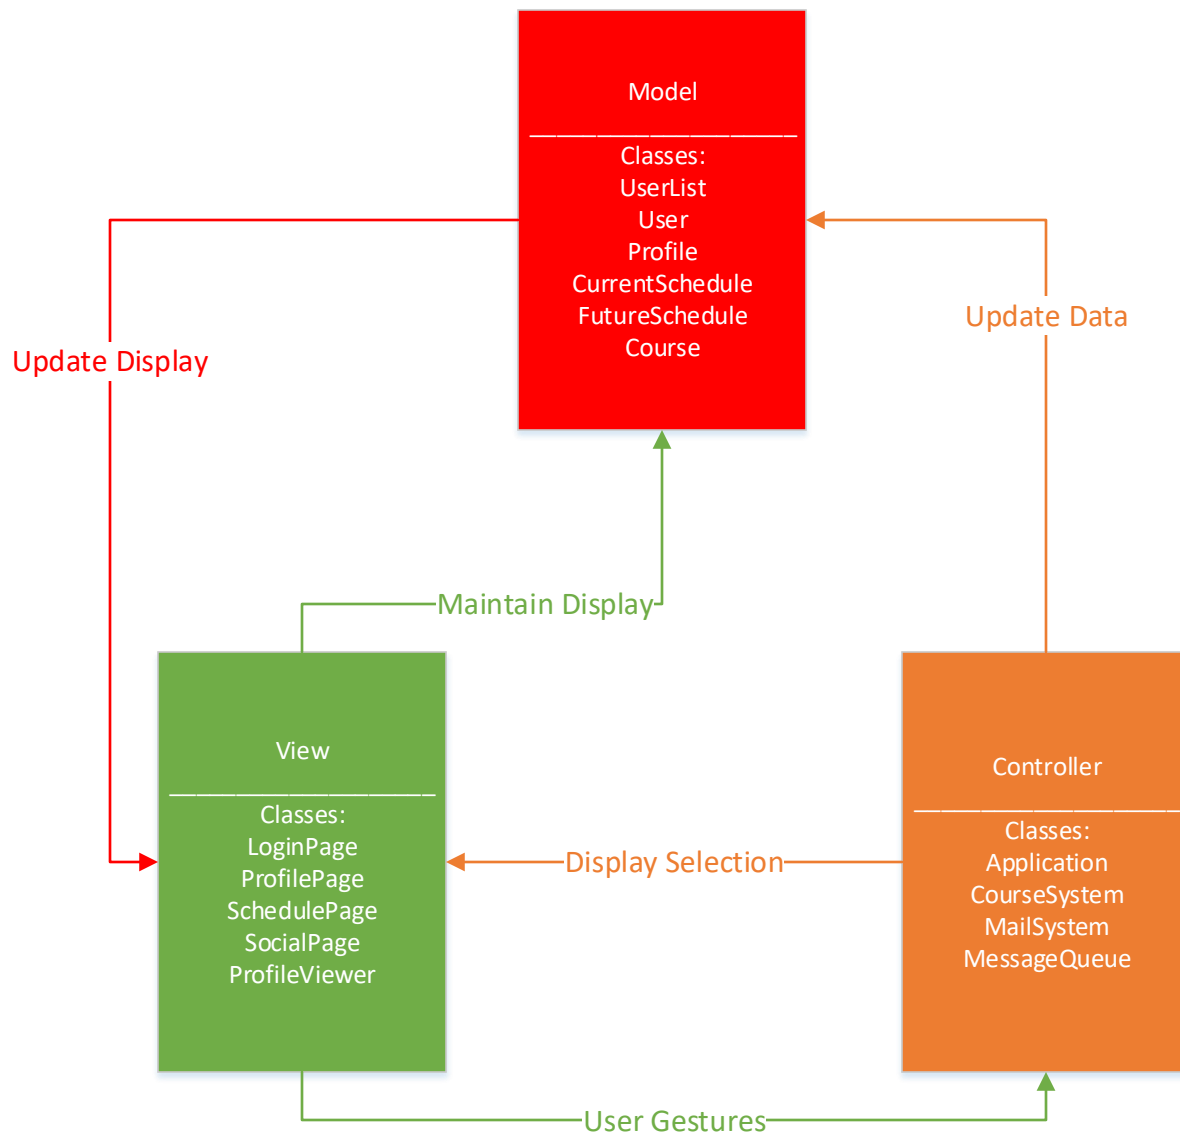 Model
Classes:
UserList
User
Profile
CurrentSchedule
FutureSchedule
Course
Update Data
Update Display
Maintain Display
View
Classes:
LoginPage
ProfilePage
SchedulePage
SocialPage
ProfileViewer
Display Selection
Controller
Classes:
Application
CourseSystem
MailSystem
MessageQueue
User Gestures